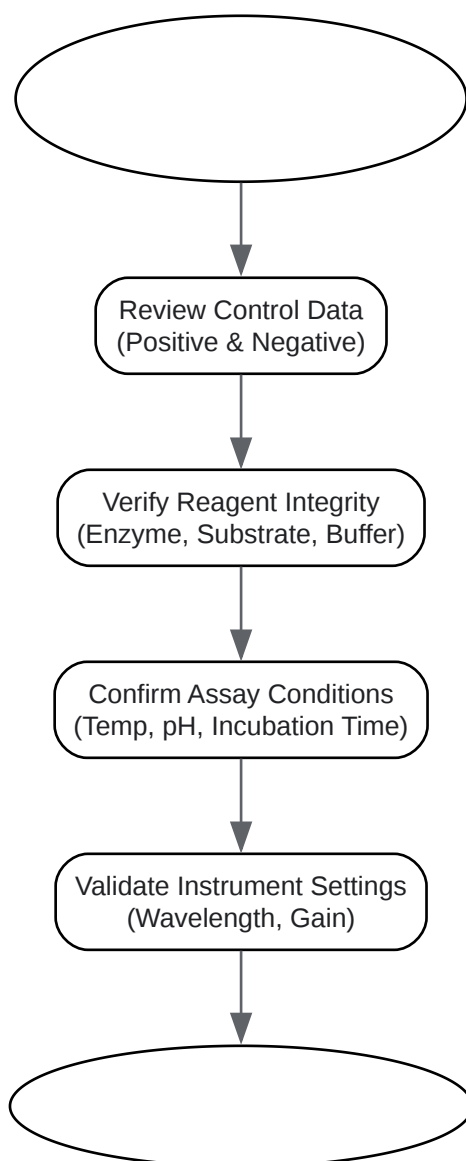 Review Control Data
(Positive & Negative)
Verify Reagent Integrity
(Enzyme, Substrate, Buffer)
Confirm Assay Conditions
(Temp, pH, Incubation Time)
Validate Instrument Settings
(Wavelength, Gain)